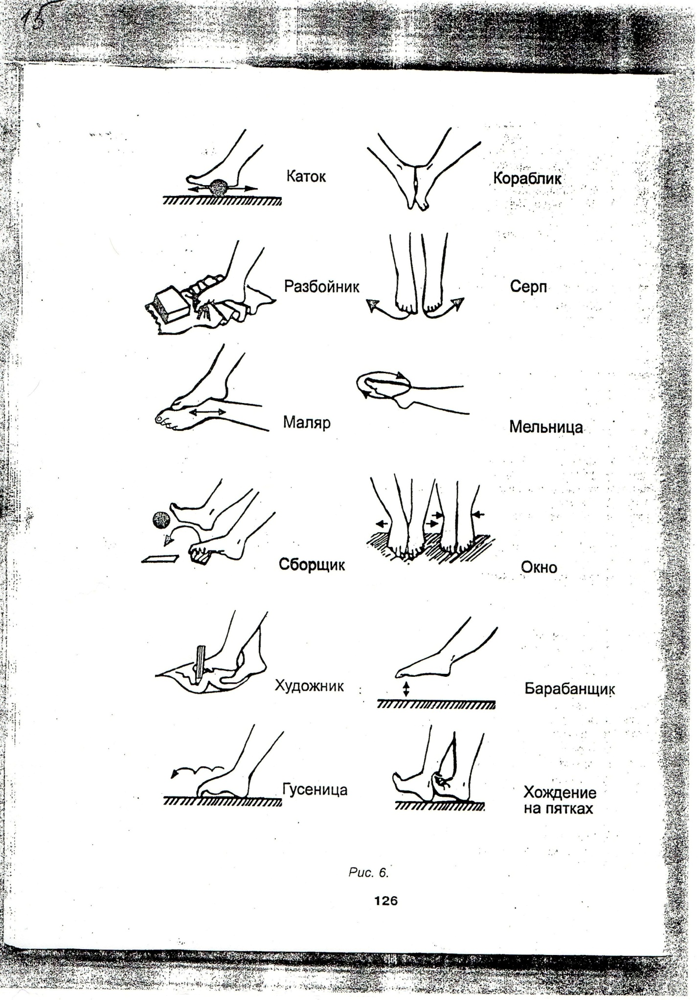 15
Каток
Кораблик
Разбойник
Серп
Маляр
Мельница
Сборщик
Окно
Художник
Барабанщик
Гусеница
Хождение
на пятках
Рис. 6.
126